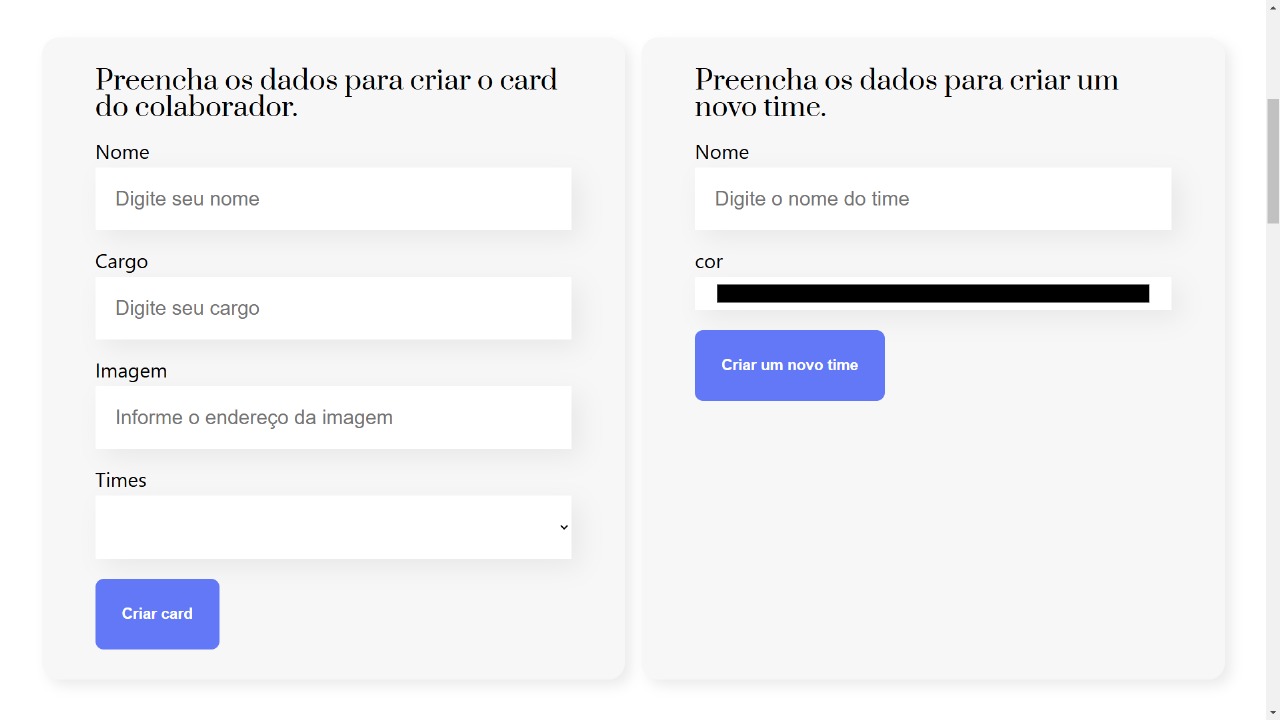 Preencha os dados para criar o card
do colaborador.
Nome
Digite seu nome
Cargo
Digite seu cargo
Imagem
Informe o endereço da imagem
Times
Criar card
Preencha os dados para criar um
novo time.
Nome
Digite o nome do time
cor
Criar um novo time